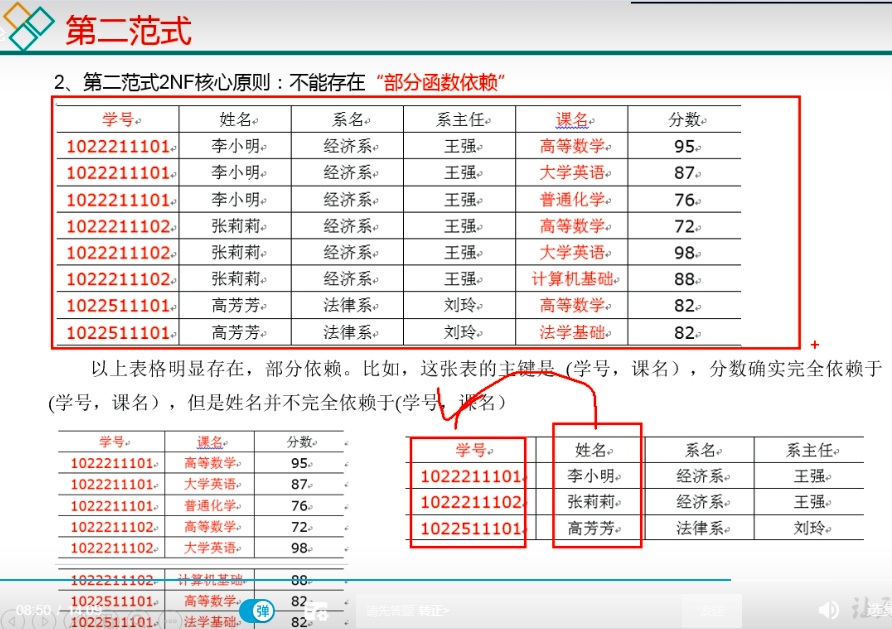 第二范式
2、第二范式2NF核心原则：不能存在“部分函数依赖”
学号 姓名 系名 系主任 课名 分数
1022211101 李小明 经济系 王强 高等数学 95
1022211101 李小明 经济系 王强 大学英语 87
1022211101 李小明 经济系 王强 普通化学 76
1022211102 张莉莉 经济系 王强 高等数学 72
1022211102 张莉莉 经济系 王强 大学英语 98
1022211102 张莉莉 经济系 王强 计算机基础 88
1022511101 高芳芳 法律系 刘玲 高等数学 82
1022511101 高芳芳 法律系 刘玲 法学基础 82
以上表格明显存在，部分依赖。比如，这张表的主键是（学号，课名），分数确实完全依赖于
(学号，课名），但是姓名并不完全依赖于(学号，课名）
学号 课名 分数
1022211101 高等数学 95
1022211101 大学英语 87
1022211101 普通化学 76
1022211102 高等数学 72
1022211102 大学英语 98
1022211102 计算机基础 88
1022511101 高等数学 82
1022511101 法学基础 82
学号 姓名 系名 系主任
1022211101 李小明 经济系 王强
1022211102 张莉莉 经济系 王强
1022511101 高芳芳 法律系 刘玲
08:50 / 14:09
弹
请先答题 转正>
选集